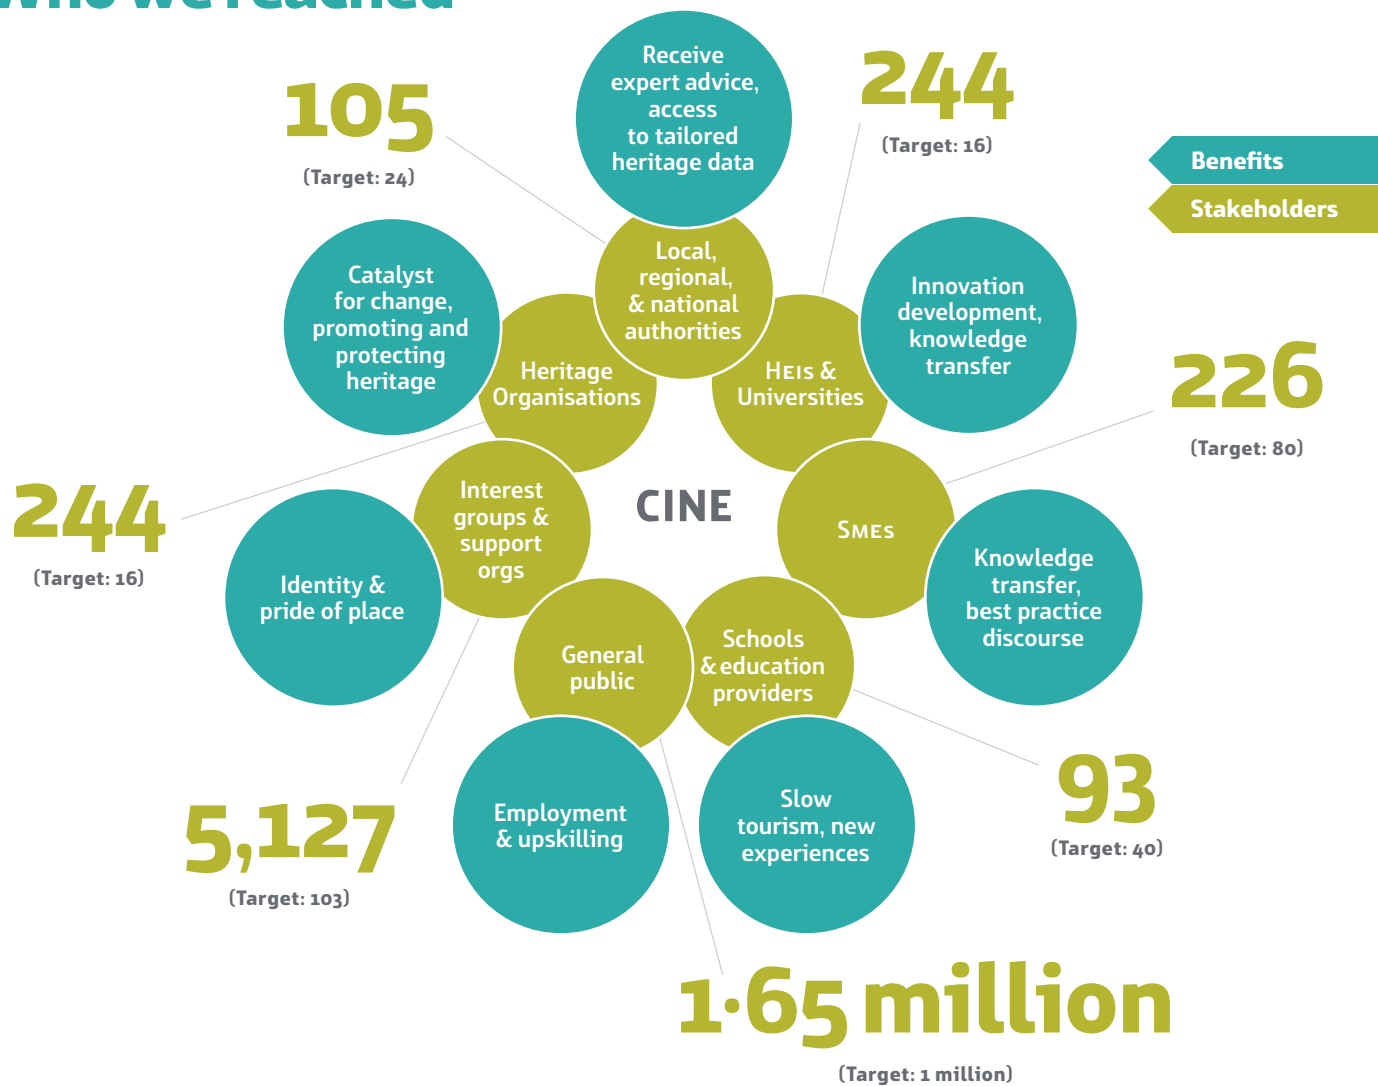 Who we reached
105
(Target: 24)
Receive
expert advice,
access
to tailored
heritage data
244
(Target: 16)
Benefits
Stakeholders
Local,
regional,
& national
authorities
Catalyst
for change,
promoting and
protecting
heritage
Heritage
Organisations
HEIs &
Universities
Innovation
development,
knowledge
transfer
226
(Target: 80)
244
(Target: 16)
Interest
groups &
support
orgs
CINE
SMEs
Identity &
pride of place
Knowledge
transfer,
best practice
discourse
General
public
Schools
& education
providers
5,127
(Target: 103)
Employment
& upskilling
Slow
tourism, new
experiences
93
(Target: 40)
1·65 million
(Target: 1 million)